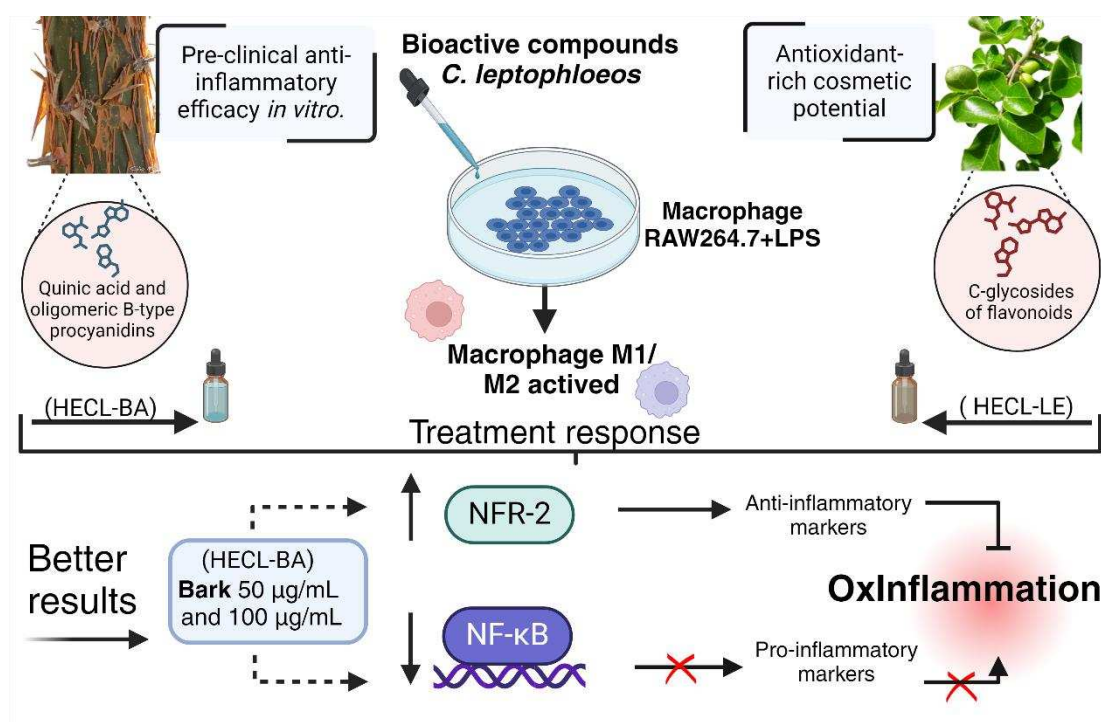 Pre-clinical anti-
inflammatory
efficacy in vitro.
Bioactive compounds
C. leptophloeos
Antioxidant-
rich cosmetic
potential
Macrophage
RAW264.7+LPS
Quinic acid and
oligomeric B-type
procyanidins
C-glycosides
of flavonoids
Macrophage M1/
M2 actived
(HECL-BA)
( HECL-LE)
Treatment response
Better
results
(HECL-BA)
Bark 50 µg/mL
and 100 µg/mL
NFR-2
Anti-inflammatory
markers
OxInflammation
NF-κB
Pro-inflammatory
markers